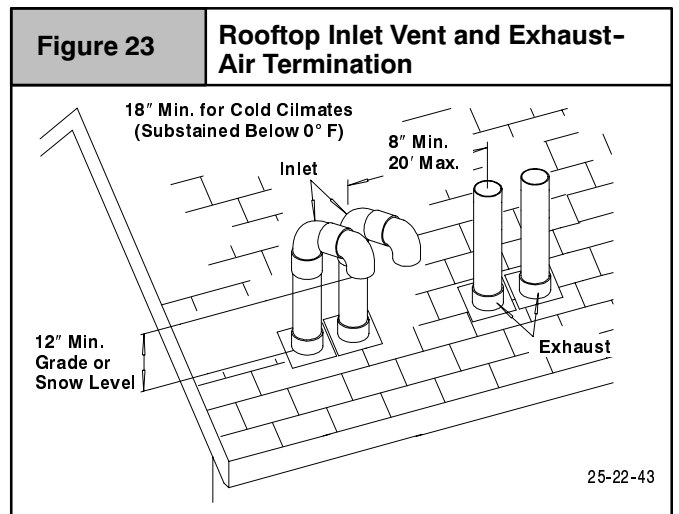 Figure 23
Rooftop Inlet Vent and Exhaust-
Air Termination
18″ Min. for Cold Cilmates
(Substained Below 0° F)
8″ Min.
20′ Max.
Inlet
12″ Min.
Grade or
Snow Level
Exhaust
25-22-43